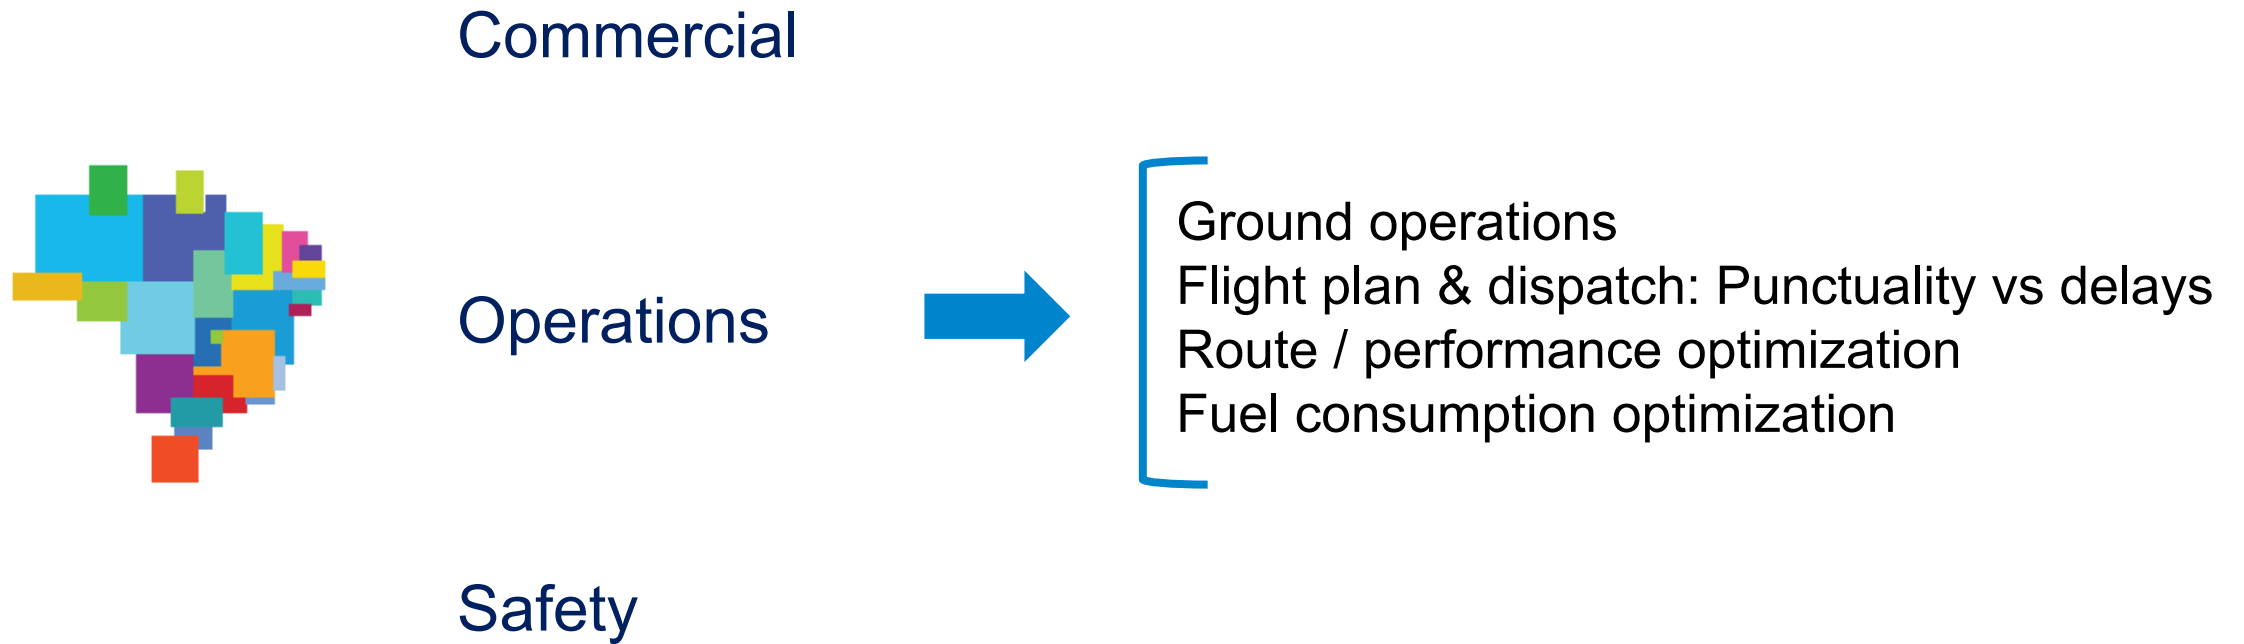 Commercial
Operations
Ground operations
Flight plan & dispatch: Punctuality vs delays
Route / performance optimization
Fuel consumption optimization
Safety